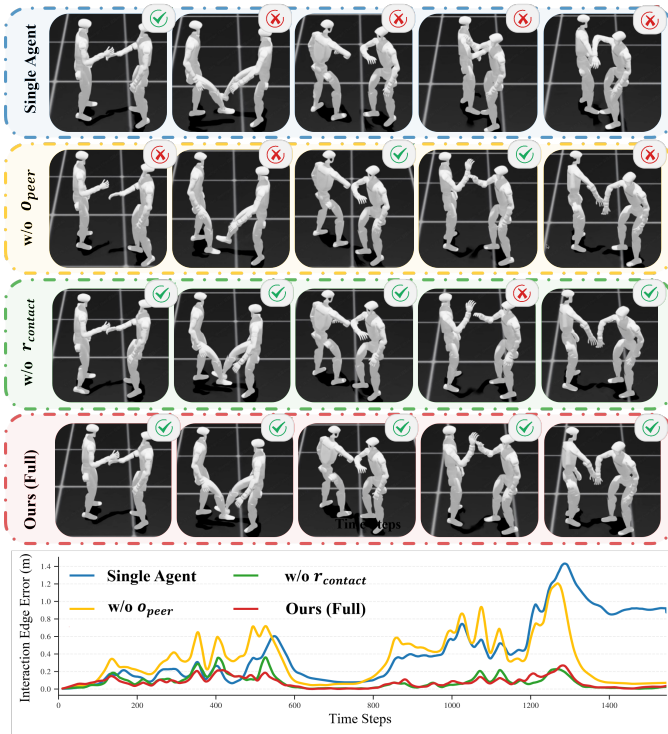 Single Agent
w/o o_peer
w/o r_contact
Ours (Full)
Time Steps
Single Agent
w/o r_contact
w/o o_peer
Ours (Full)
Interaction Edge Error (m)
1.4
1.2
1.0
0.8
0.6
0.4
0.2
0.0
0
200
400
600
800
1000
1200
1400
Time Steps